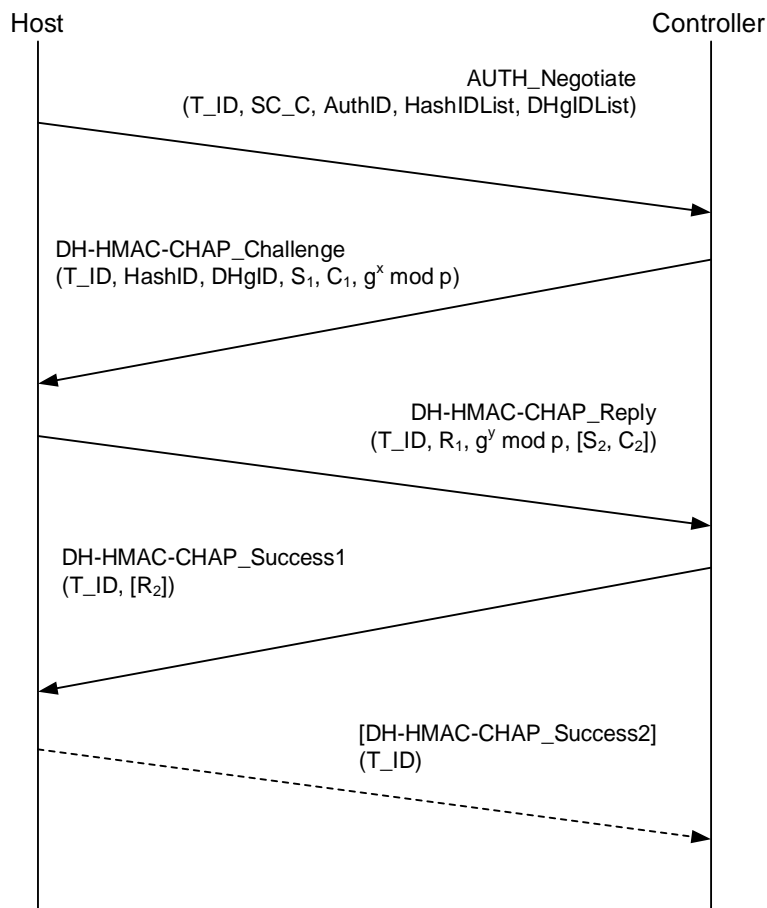 Host
Controller
AUTH_Negotiate
(T_ID, SC_C, AuthID, HashIDList, DHgIDList)
DH-HMAC-CHAP_Challenge
(T_ID, HashID, DHgID, S₁, C₁, gˣ mod p)
DH-HMAC-CHAP_Reply
(T_ID, R₁, gʸ mod p, [S₂, C₂])
DH-HMAC-CHAP_Success1
(T_ID, [R₂])
[DH-HMAC-CHAP_Success2]
(T_ID)